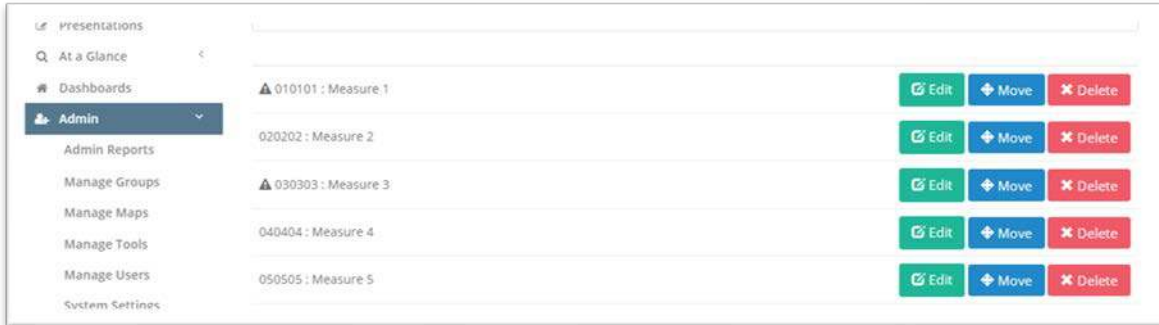 Presentations
At a Glance
Dashboards
Admin
Admin Reports
Manage Groups
Manage Maps
Manage Tools
Manage Users
System Settings
010101 : Measure 1 Edit Move Delete
020202 : Measure 2 Edit Move Delete
030303 : Measure 3 Edit Move Delete
040404 : Measure 4 Edit Move Delete
050505 : Measure 5 Edit Move Delete